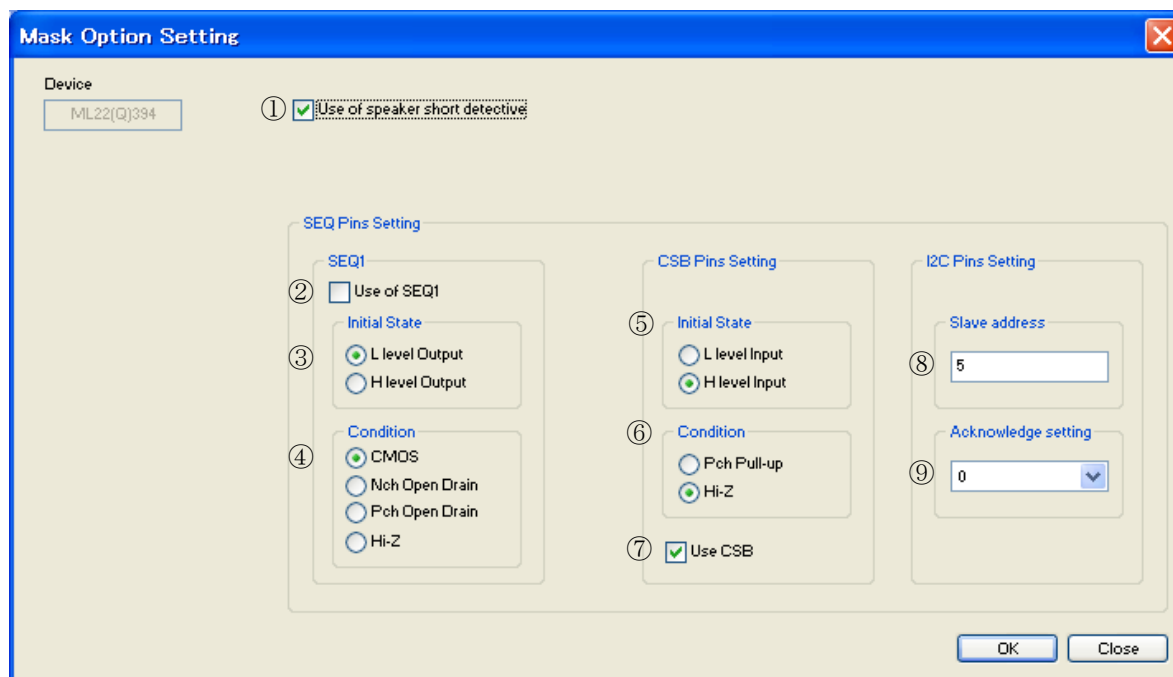 Mask Option Setting
Device
ML22(Q)394
① Use of speaker short detective
SEQ Pins Setting
SEQ1
② Use of SEQ1
Initial State
③ L level Output
H level Output
Condition
④ CMOS
Nch Open Drain
Pch Open Drain
Hi-Z
CSB Pins Setting
⑤ Initial State
L level Input
H level Input
⑥ Condition
Pch Pull-up
Hi-Z
⑦ Use CSB
I2C Pins Setting
Slave address
⑧ 5
Acknowledge setting
⑨ 0
OK
Close